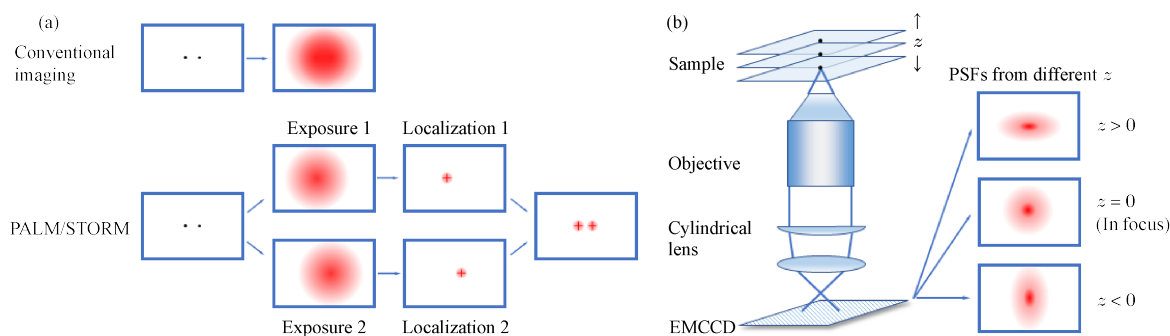 (a)
Conventional
imaging
Exposure 1
Localization 1
PALM/STORM
Exposure 2
Localization 2
(b)
Sample
↑
z
↓
Objective
Cylindrical
lens
EMCCD
PSFs from different z
z > 0
z = 0
(In focus)
z < 0